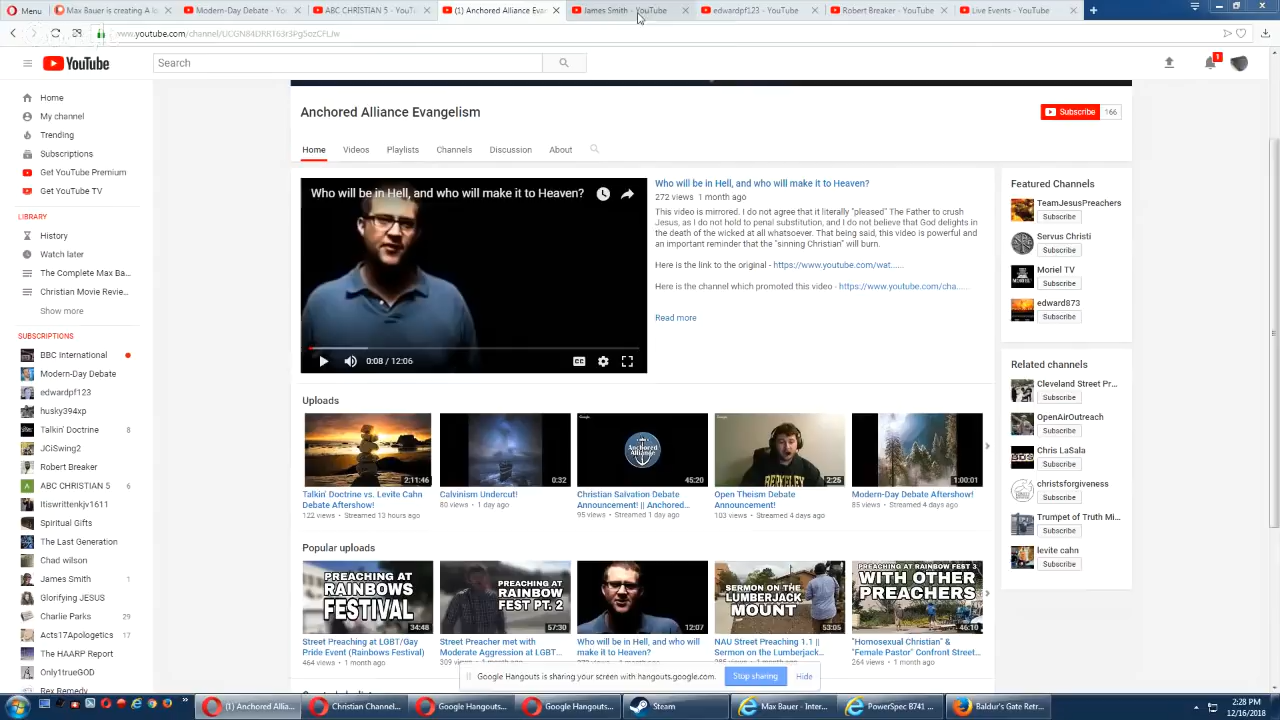 Menu
Max Bauer is creating A l
Modern-Day Debate - Yo
ABC CHRISTIAN 5 - YouT
(1) Anchored Alliance Evan
James Smith - YouTube
edwardpf123 - YouTube
Robert Breaker - YouTube
Live Events - YouTube
YouTube
Search
1
Home
My channel
Trending
Subscriptions
Get YouTube Premium
Get YouTube TV
LIBRARY
History
Watch later
The Complete Max Ba...
Christian Movie Revie...
Show more
SUBSCRIPTIONS
BBC International
Modern-Day Debate
edwardpf123
husky394xp
Talkin' Doctrine 8
JCiSwing2
Robert Breaker
ABC CHRISTIAN 5 6
Itiswrittenkjv1611
Spiritual Gifts
The Last Generation
Chad wilson
James Smith 1
Glorifying JESUS
Charlie Parks 29
Acts17Apologetics 17
The HAARP Report
Only1trueGOD
Rex Remedy
Anchored Alliance Evangelism
Subscribe 166
Home Videos Playlists Channels Discussion About
Who will be in Hell, and who will make it to Heaven?
0:08 / 12:06
Who will be in Hell, and who will make it to Heaven?
272 views 1 month ago
This video is mirrored. I do not agree that it literally "pleased" The Father to crush
Jesus, as I do not hold to penal substitution, and I do not believe that God delights in
the death of the wicked at all whatsoever. That being said, this video is powerful and
an important reminder that the "sinning Christian" will burn.
Here is the link to the original - https://www.youtube.com/wat......
Here is the channel which promoted this video - https://www.youtube.com/cha......
Read more
Uploads
2:11:46
0:32
Anchored
Alliance
45:20
BERKELEY
2:25
1:00:01
Talkin' Doctrine vs. Levite Cahn
Debate Aftershow!
122 views • Streamed 13 hours ago
Calvinism Undercut!
80 views • 1 day ago
Christian Salvation Debate
Announcement! || Anchored...
95 views • Streamed 1 day ago
Open Theism Debate
Announcement!
103 views • Streamed 4 days ago
Modern-Day Debate Aftershow!
85 views • Streamed 4 days ago
Popular uploads
PREACHING AT
RAINBOWS
FESTIVAL
34:48
PREACHING AT
RAINBOW
FEST PT. 2
57:30
12:07
SERMON ON THE
LUMBERJACK
MOUNT
53:05
PREACHING AT RAINBOW FEST 3
WITH OTHER
PREACHERS
46:10
Street Preaching at LGBT/Gay
Pride Event (Rainbows Festival)
464 views • 1 month ago
Street Preacher met with
Moderate Aggression at LGBT...
Who will be in Hell, and who will
make it to Heaven?
NAU Street Preaching 1.1 ||
Sermon on the Lumberjack...
"Homosexual Christian" &
"Female Pastor" Confront Street...
264 views • 1 month ago
Featured Channels
TeamJesusPreachers
Subscribe
Servus Christi
Subscribe
Moriel TV
Subscribe
edward873
Subscribe
Related channels
Cleveland Street Pr...
Subscribe
OpenAirOutreach
Subscribe
Chris LaSala
Subscribe
christsforgiveness
Subscribe
Trumpet of Truth Mi...
Subscribe
levite cahn
Subscribe
Google Hangouts is sharing your screen with hangouts.google.com. Stop sharing Hide
(1) Anchored Allia...
Christian Channel...
Google Hangouts...
Google Hangouts...
Steam
Max Bauer - Inter...
PowerSpec B741 ...
Baldur's Gate Retr...
2:28 PM
12/16/2018